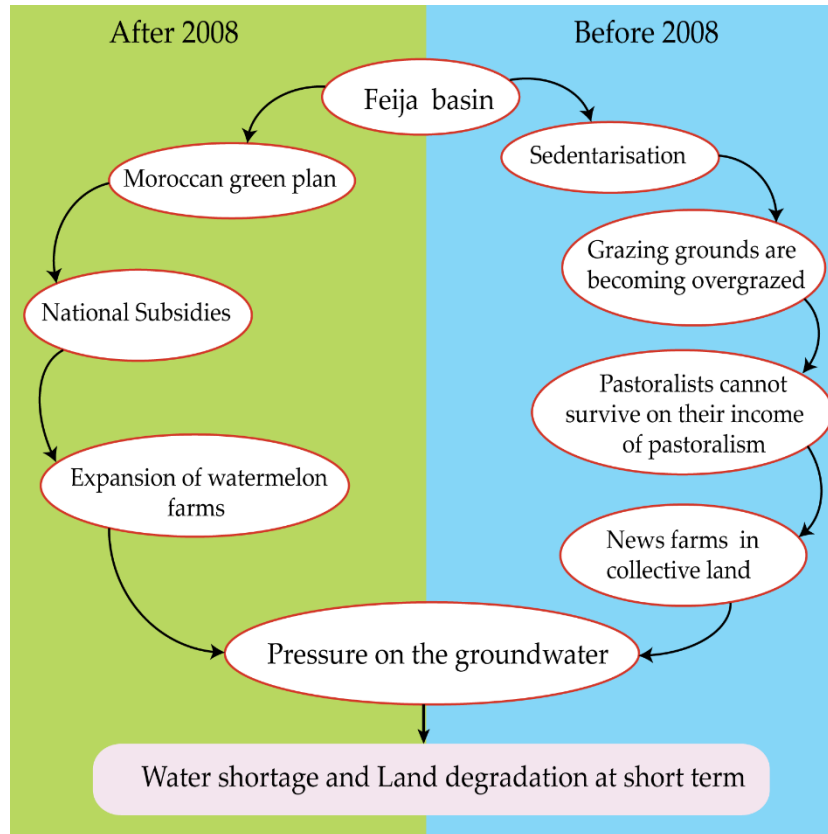 After 2008
Before 2008
Feija basin
Moroccan green plan
Sedentarisation
National Subsidies
Grazing grounds are
becoming overgrazed
Pastoralists cannot
survive on their income
of pastoralism
Expansion of watermelon
farms
News farms in
collective land
Pressure on the groundwater
Water shortage and Land degradation at short term